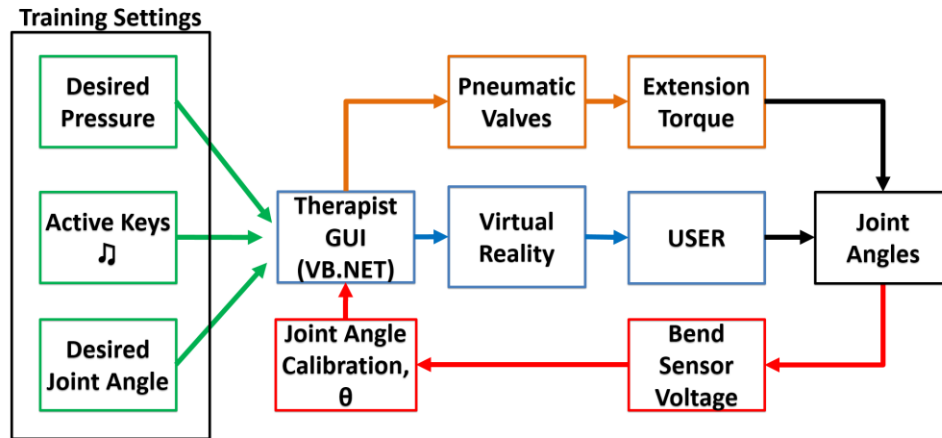 Training Settings
Desired
Pressure
Active Keys
♫
Desired
Joint Angle
Therapist
GUI
(VB.NET)
Pneumatic
Valves
Extension
Torque
Virtual
Reality
USER
Joint
Angles
Joint Angle
Calibration,
θ
Bend
Sensor
Voltage